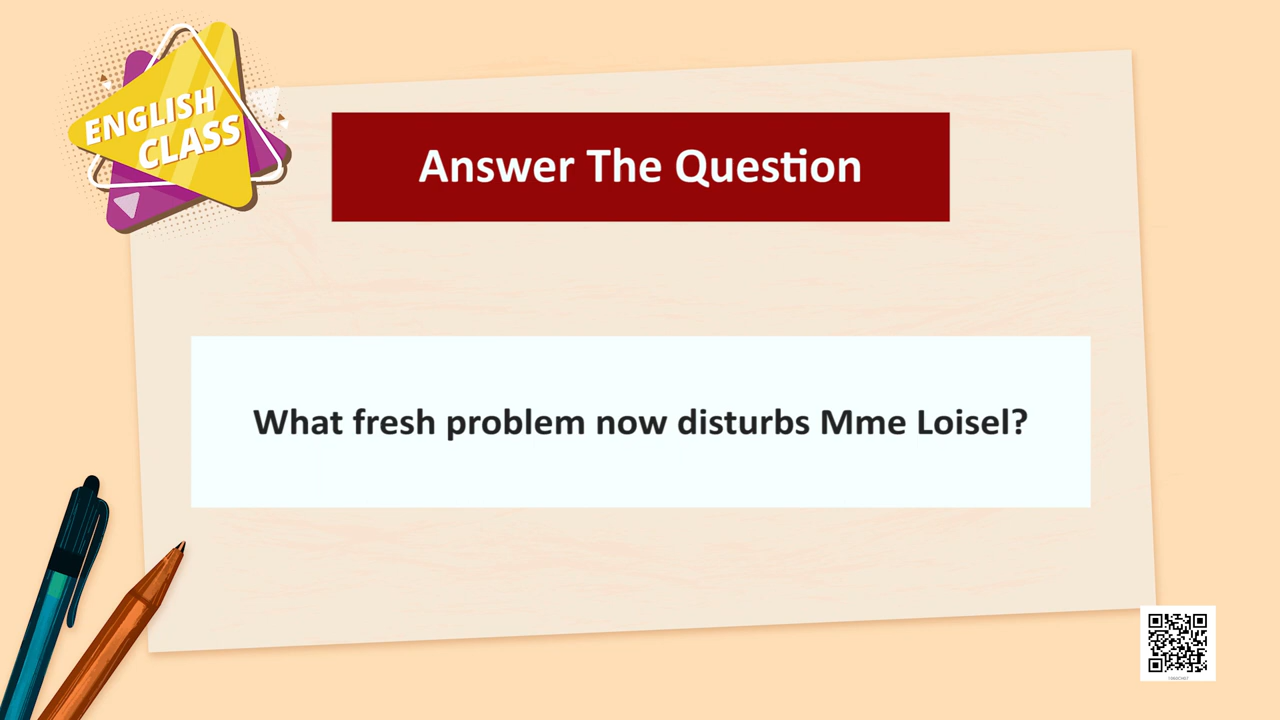 ENGLISH
CLASS
Answer The Question
What fresh problem now disturbs Mme Loisel?